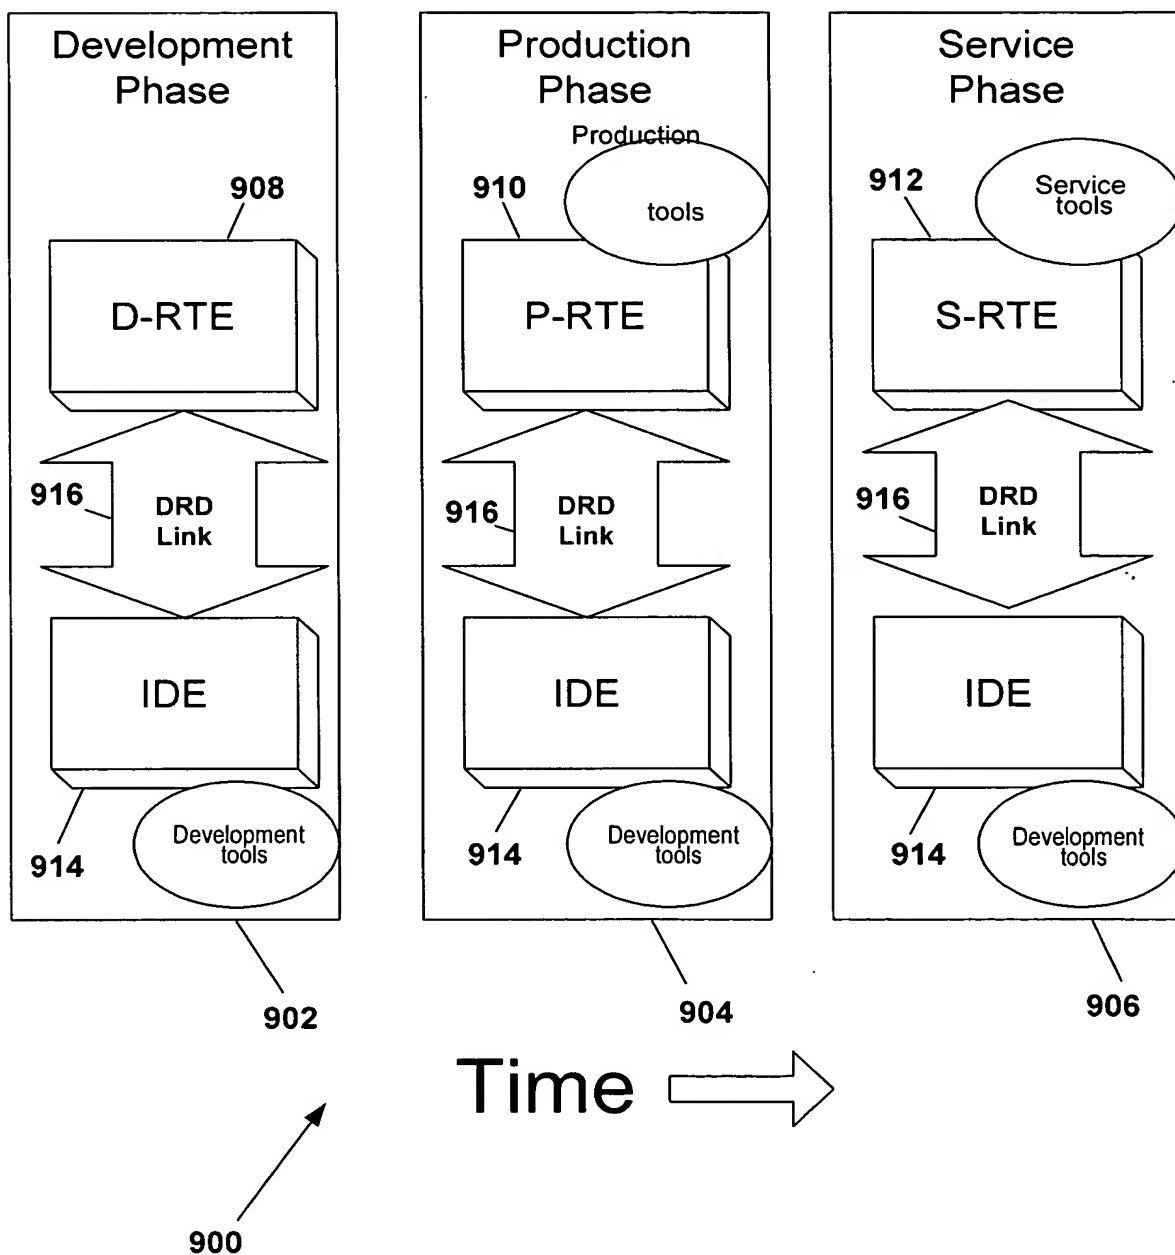 Development
Phase
908
D-RTE
916
DRD
Link
IDE
914
Development
tools
902
Production
Phase
Production
tools
910
P-RTE
916
DRD
Link
IDE
914
Development
tools
904
Service
Phase
912
Service
tools
S-RTE
916
DRD
Link
IDE
914
Development
tools
906
Time
900